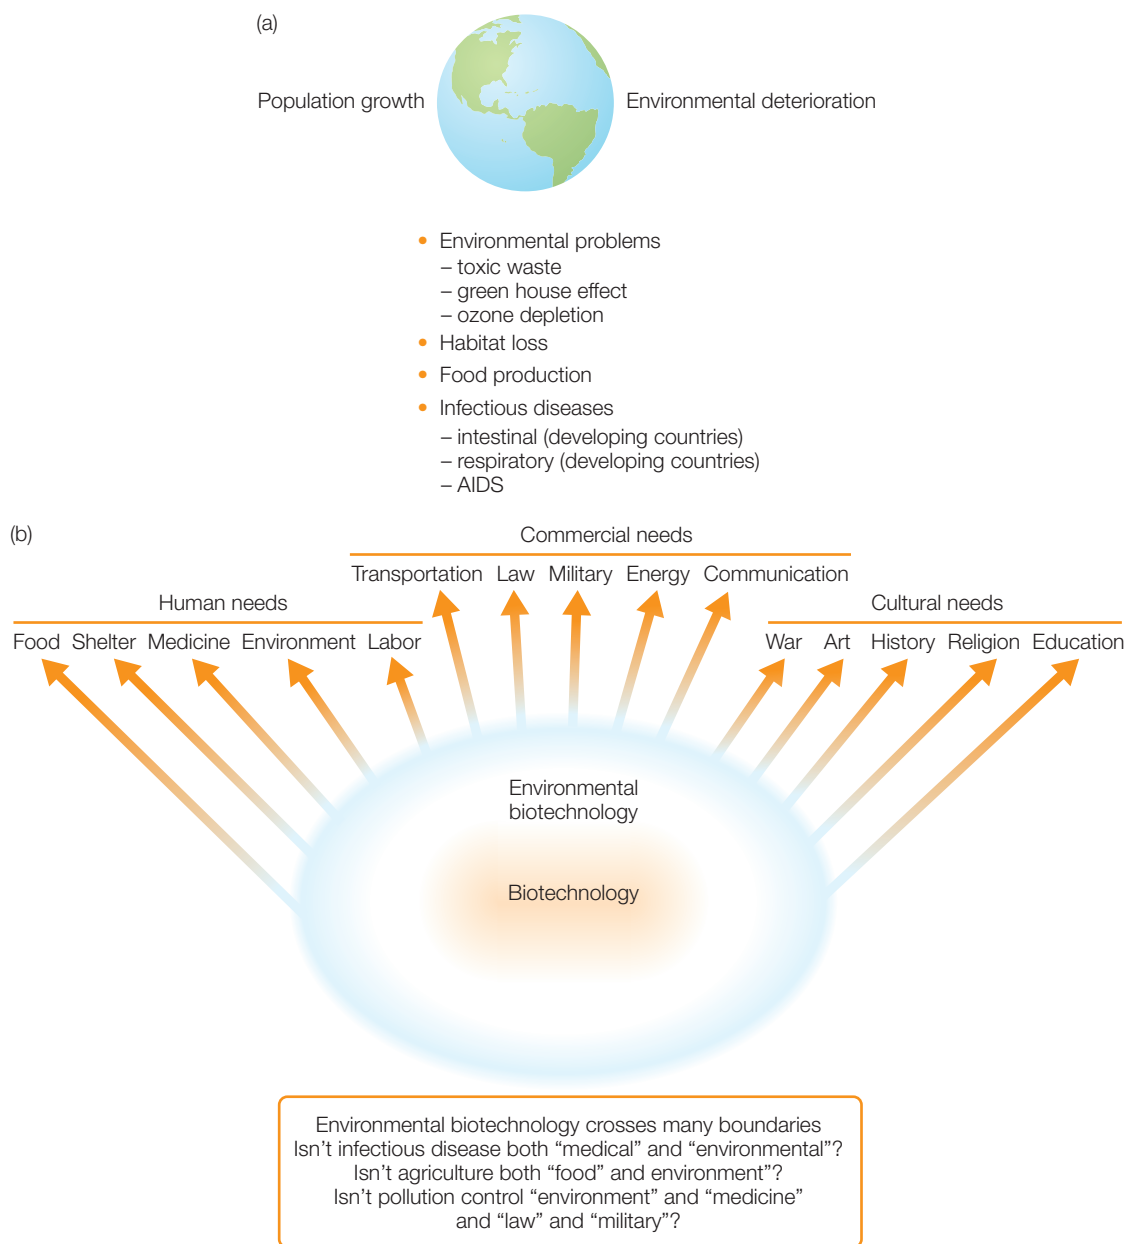 (a)
Population growth
Environmental deterioration
• Environmental problems
– toxic waste
– green house effect
– ozone depletion
• Habitat loss
• Food production
• Infectious diseases
– intestinal (developing countries)
– respiratory (developing countries)
– AIDS
(b)
Commercial needs
Transportation Law Military Energy Communication
Human needs
Food Shelter Medicine Environment Labor
Cultural needs
War Art History Religion Education
Environmental
biotechnology
Biotechnology
Environmental biotechnology crosses many boundaries
Isn’t infectious disease both “medical” and “environmental”?
Isn’t agriculture both “food” and environment”?
Isn’t pollution control “environment” and “medicine”
and “law” and “military”?